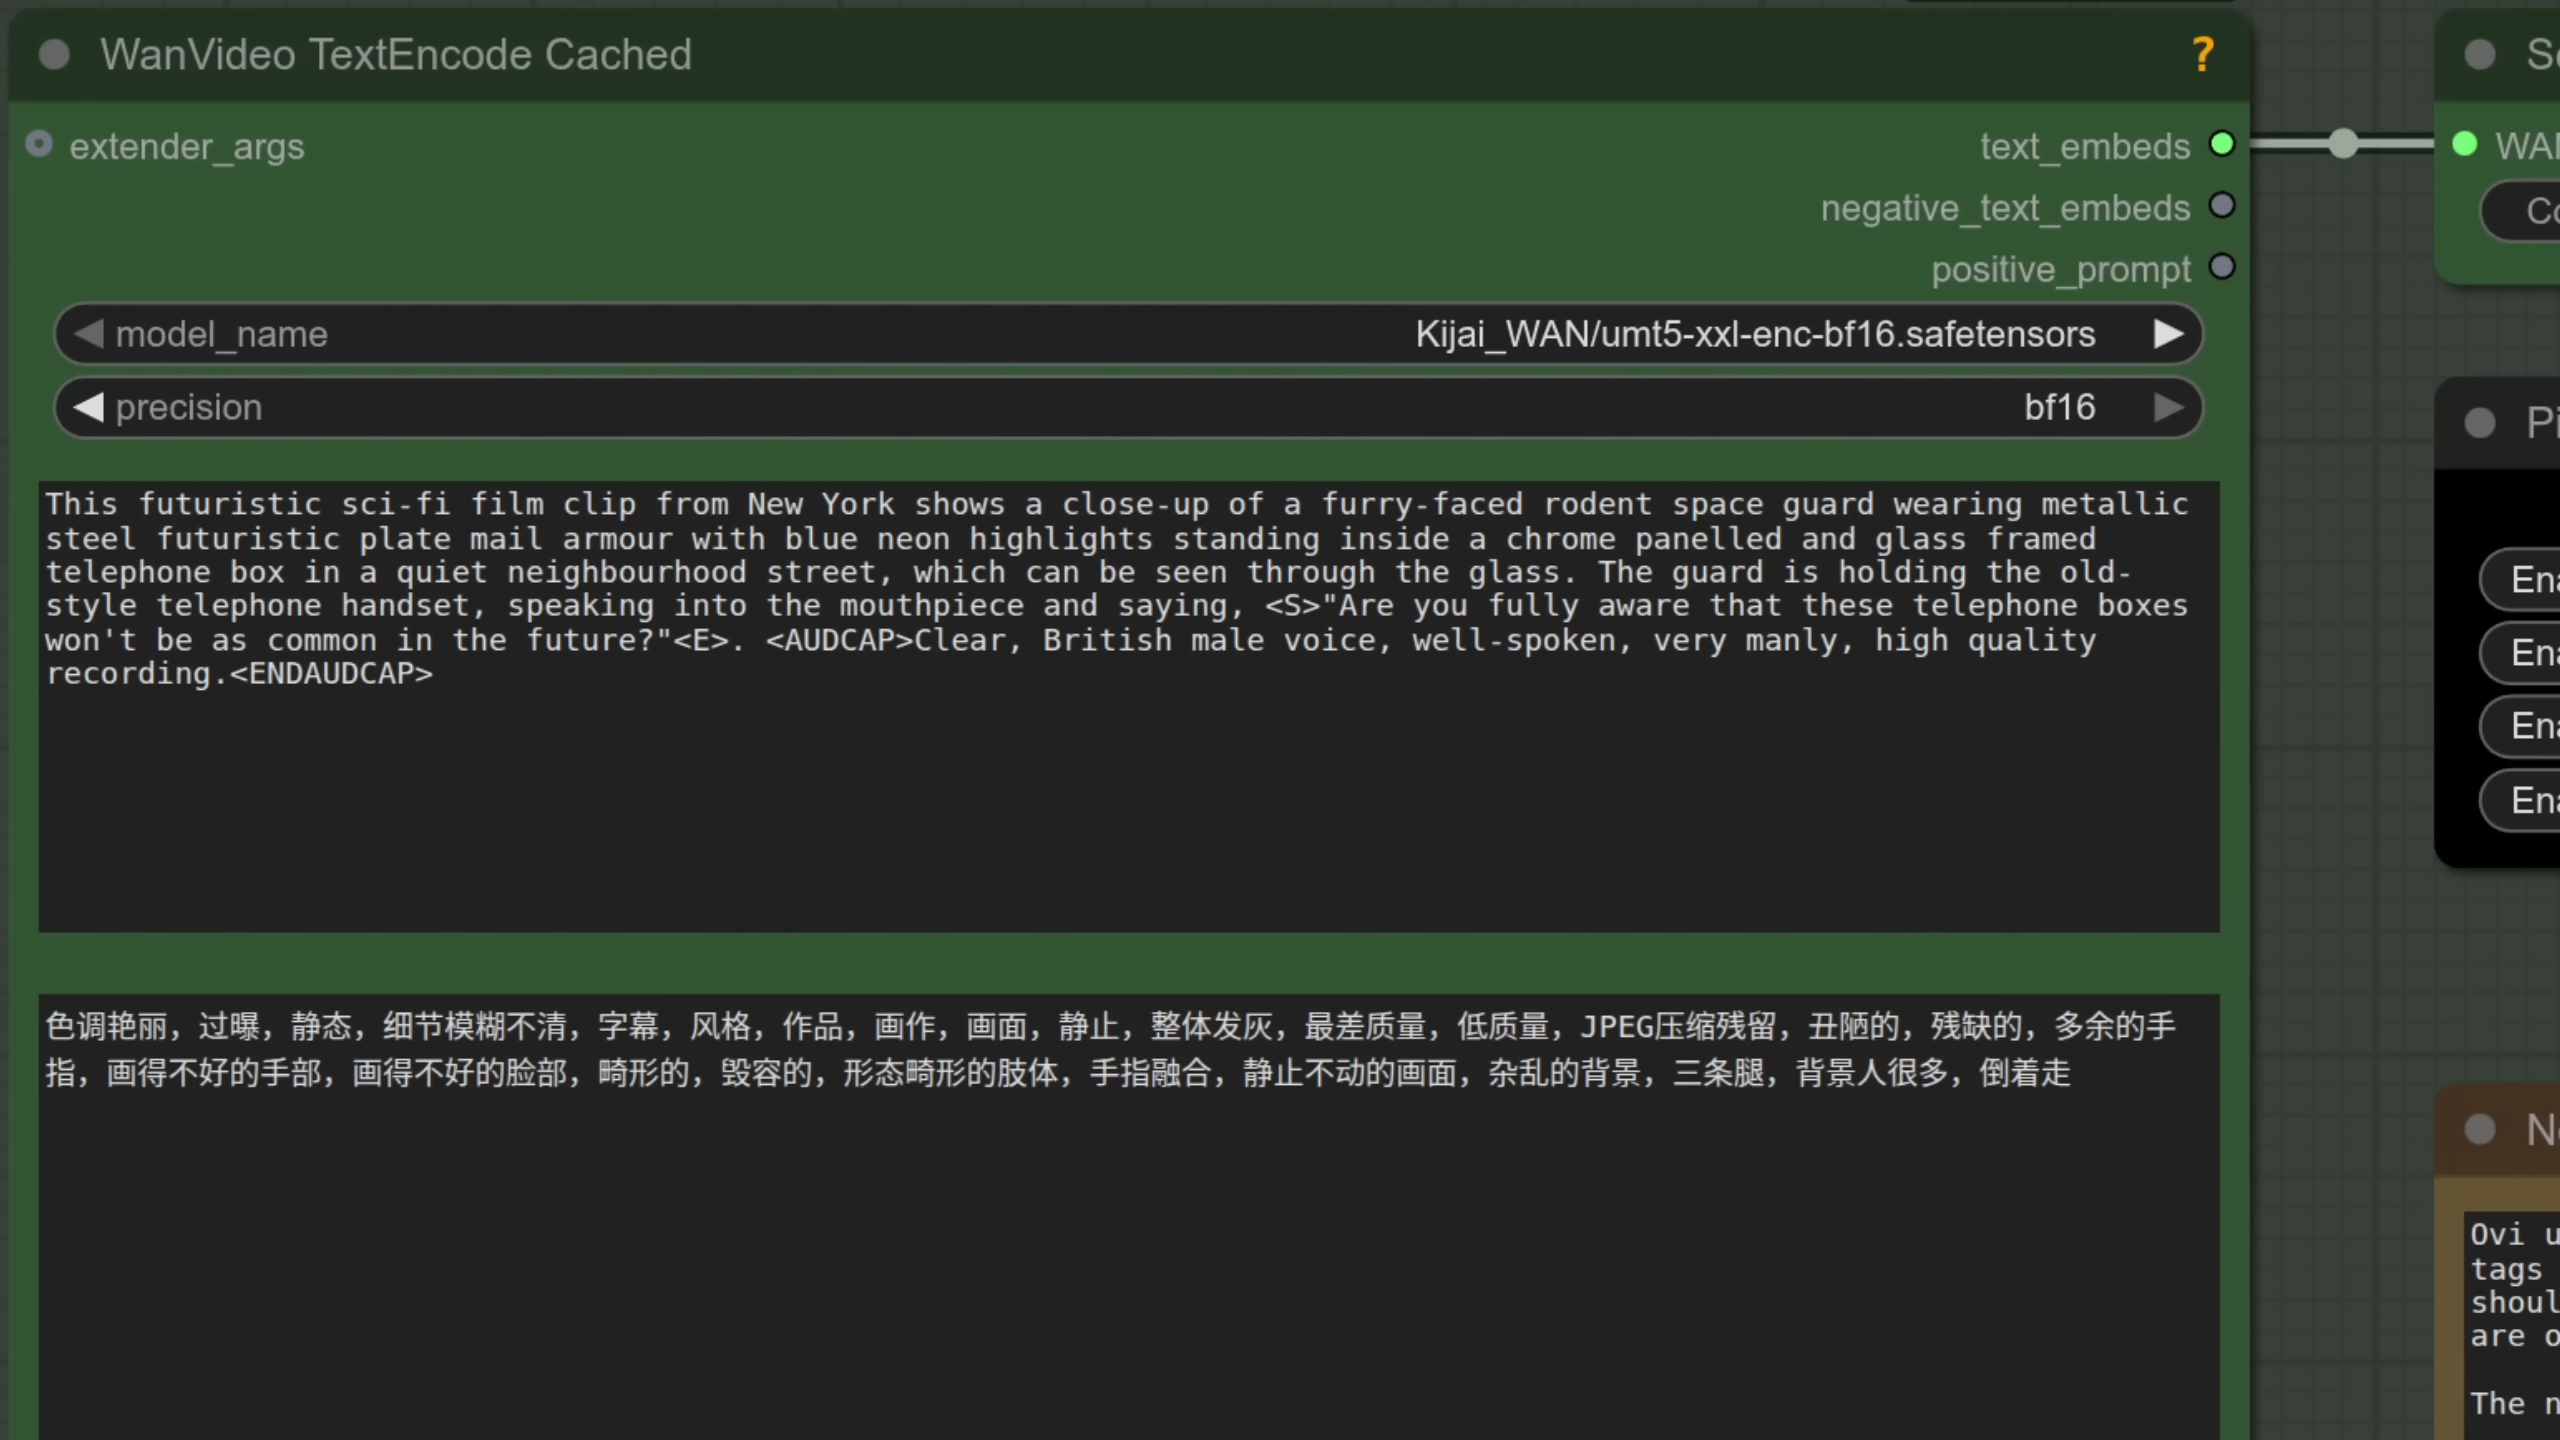 WanVideo TextEncode Cached
?
extender_args
text_embeds
negative_text_embeds
positive_prompt
model_name
Kijai_WAN/umt5-xxl-enc-bf16.safetensors
precision
bf16
This futuristic sci-fi film clip from New York shows a close-up of a furry-faced rodent space guard wearing metallic
steel futuristic plate mail armour with blue neon highlights standing inside a chrome panelled and glass framed
telephone box in a quiet neighbourhood street, which can be seen through the glass. The guard is holding the old-
style telephone handset, speaking into the mouthpiece and saying, <S>"Are you fully aware that these telephone boxes
won't be as common in the future?"<E>. <AUDCAP>Clear, British male voice, well-spoken, very manly, high quality
recording.<ENDAUDCAP>
色调艳丽，过曝，静态，细节模糊不清，字幕，风格，作品，画作，画面，静止，整体发灰，最差质量，低质量，JPEG压缩残留，丑陋的，残缺的，多余的手
指，画得不好的手部，画得不好的脸部，畸形的，毁容的，形态畸形的肢体，手指融合，静止不动的画面，杂乱的背景，三条腿，背景人很多，倒着走
Ovi
tags
are
The